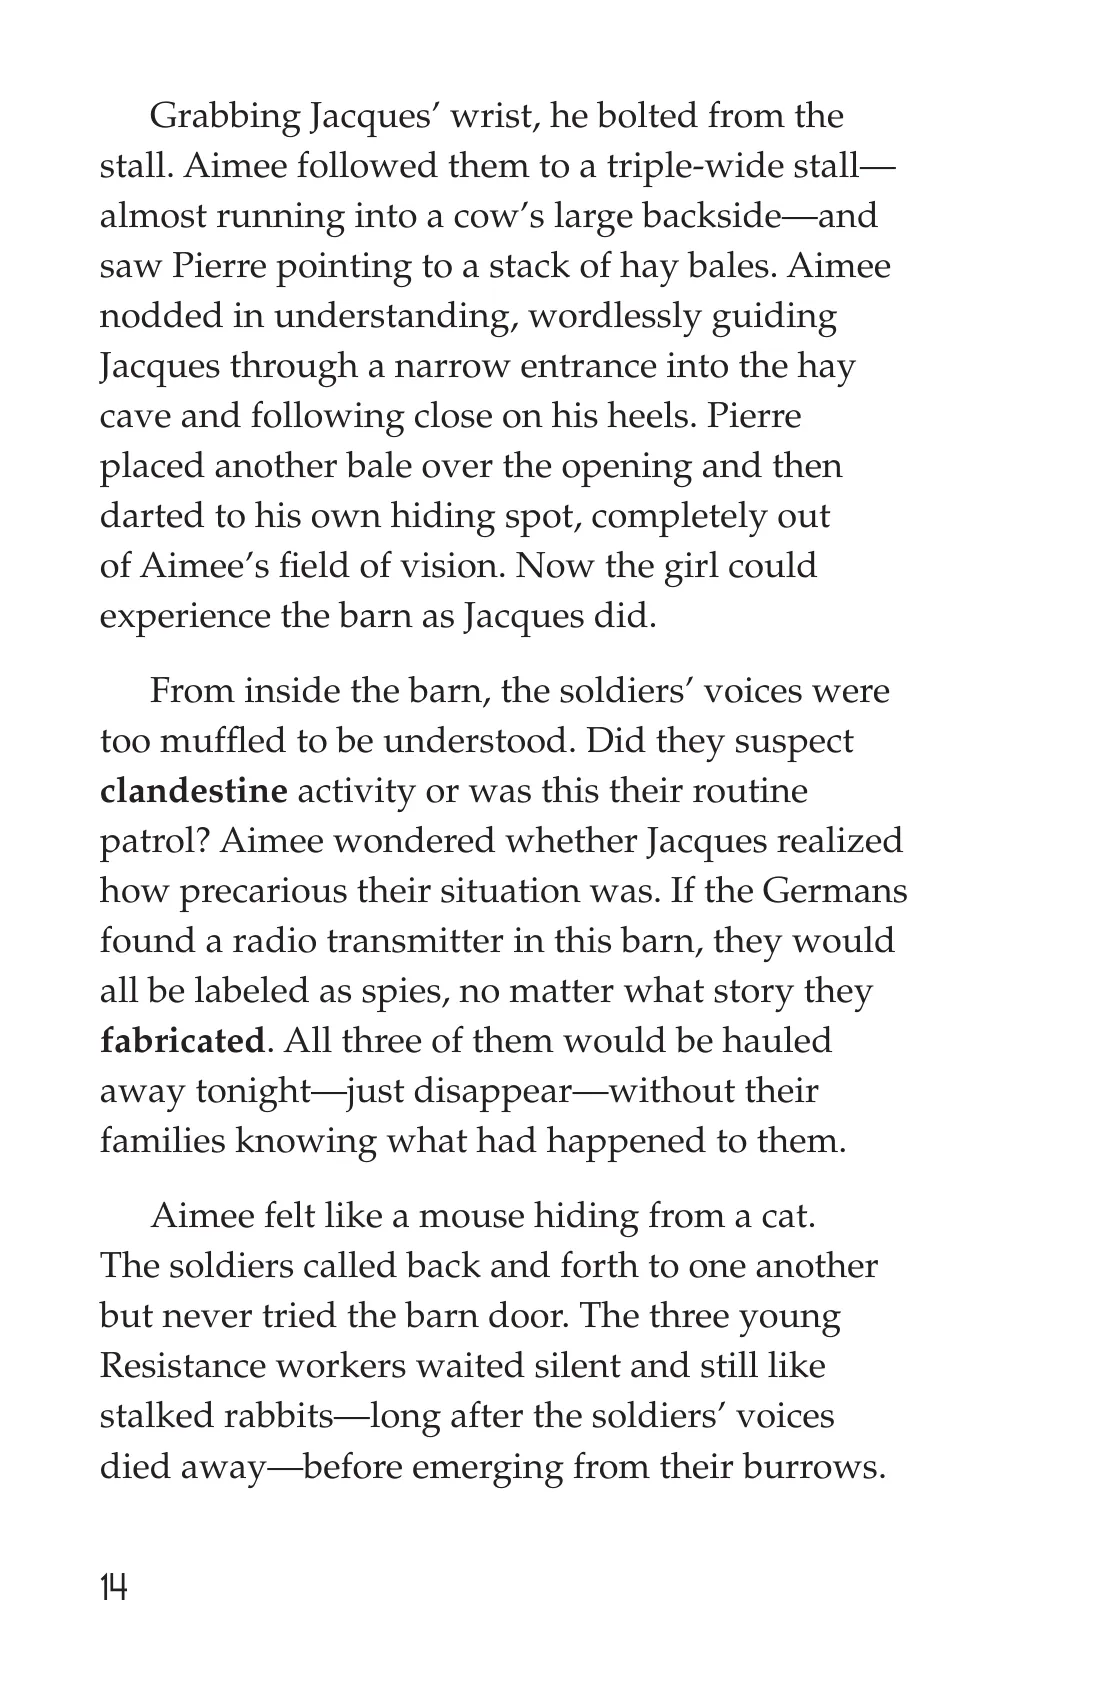 Grabbing Jacques’ wrist, he bolted from the
stall. Aimee followed them to a triple-wide stall—
almost running into a cow’s large backside—and
saw Pierre pointing to a stack of hay bales. Aimee
nodded in understanding, wordlessly guiding
Jacques through a narrow entrance into the hay
cave and following close on his heels. Pierre
placed another bale over the opening and then
darted to his own hiding spot, completely out
of Aimee’s field of vision. Now the girl could
experience the barn as Jacques did.
From inside the barn, the soldiers’ voices were
too muffled to be understood. Did they suspect
clandestine activity or was this their routine
patrol? Aimee wondered whether Jacques realized
how precarious their situation was. If the Germans
found a radio transmitter in this barn, they would
all be labeled as spies, no matter what story they
fabricated. All three of them would be hauled
away tonight—just disappear—without their
families knowing what had happened to them.
Aimee felt like a mouse hiding from a cat.
The soldiers called back and forth to one another
but never tried the barn door. The three young
Resistance workers waited silent and still like
stalked rabbits—long after the soldiers’ voices
died away—before emerging from their burrows.
14